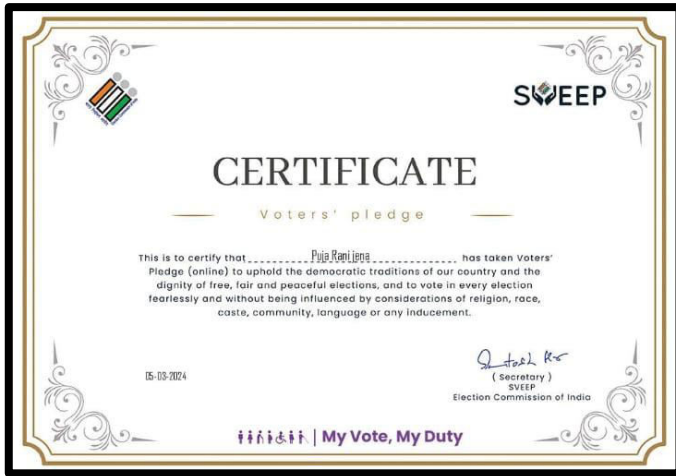 SVEEP
CERTIFICATE
Voters' pledge
This is to certify that Puja Rani jena has taken Voters'
Pledge (online) to uphold the democratic traditions of our country and the
dignity of free, fair and peaceful elections, and to vote in every election
fearlessly and without being influenced by considerations of religion, race,
caste, community, language or any inducement.
05-03-2024
( Secretary )
SVEEP
Election Commission of India
My Vote, My Duty